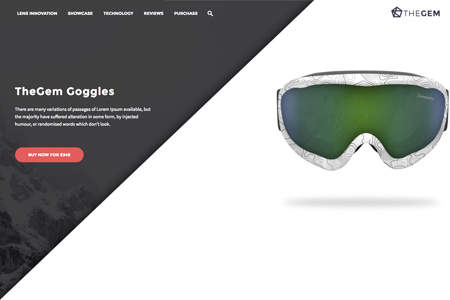 LENS INNOVATION SHOWCASE TECHNOLOGY REVIEWS PURCHASE
THEGEM
TheGem Goggles
There are many variations of passages of Lorem Ipsum available, but
the majority have suffered alteration in some form, by injected
humour, or randomised words which don't look.
BUY NOW FOR $349